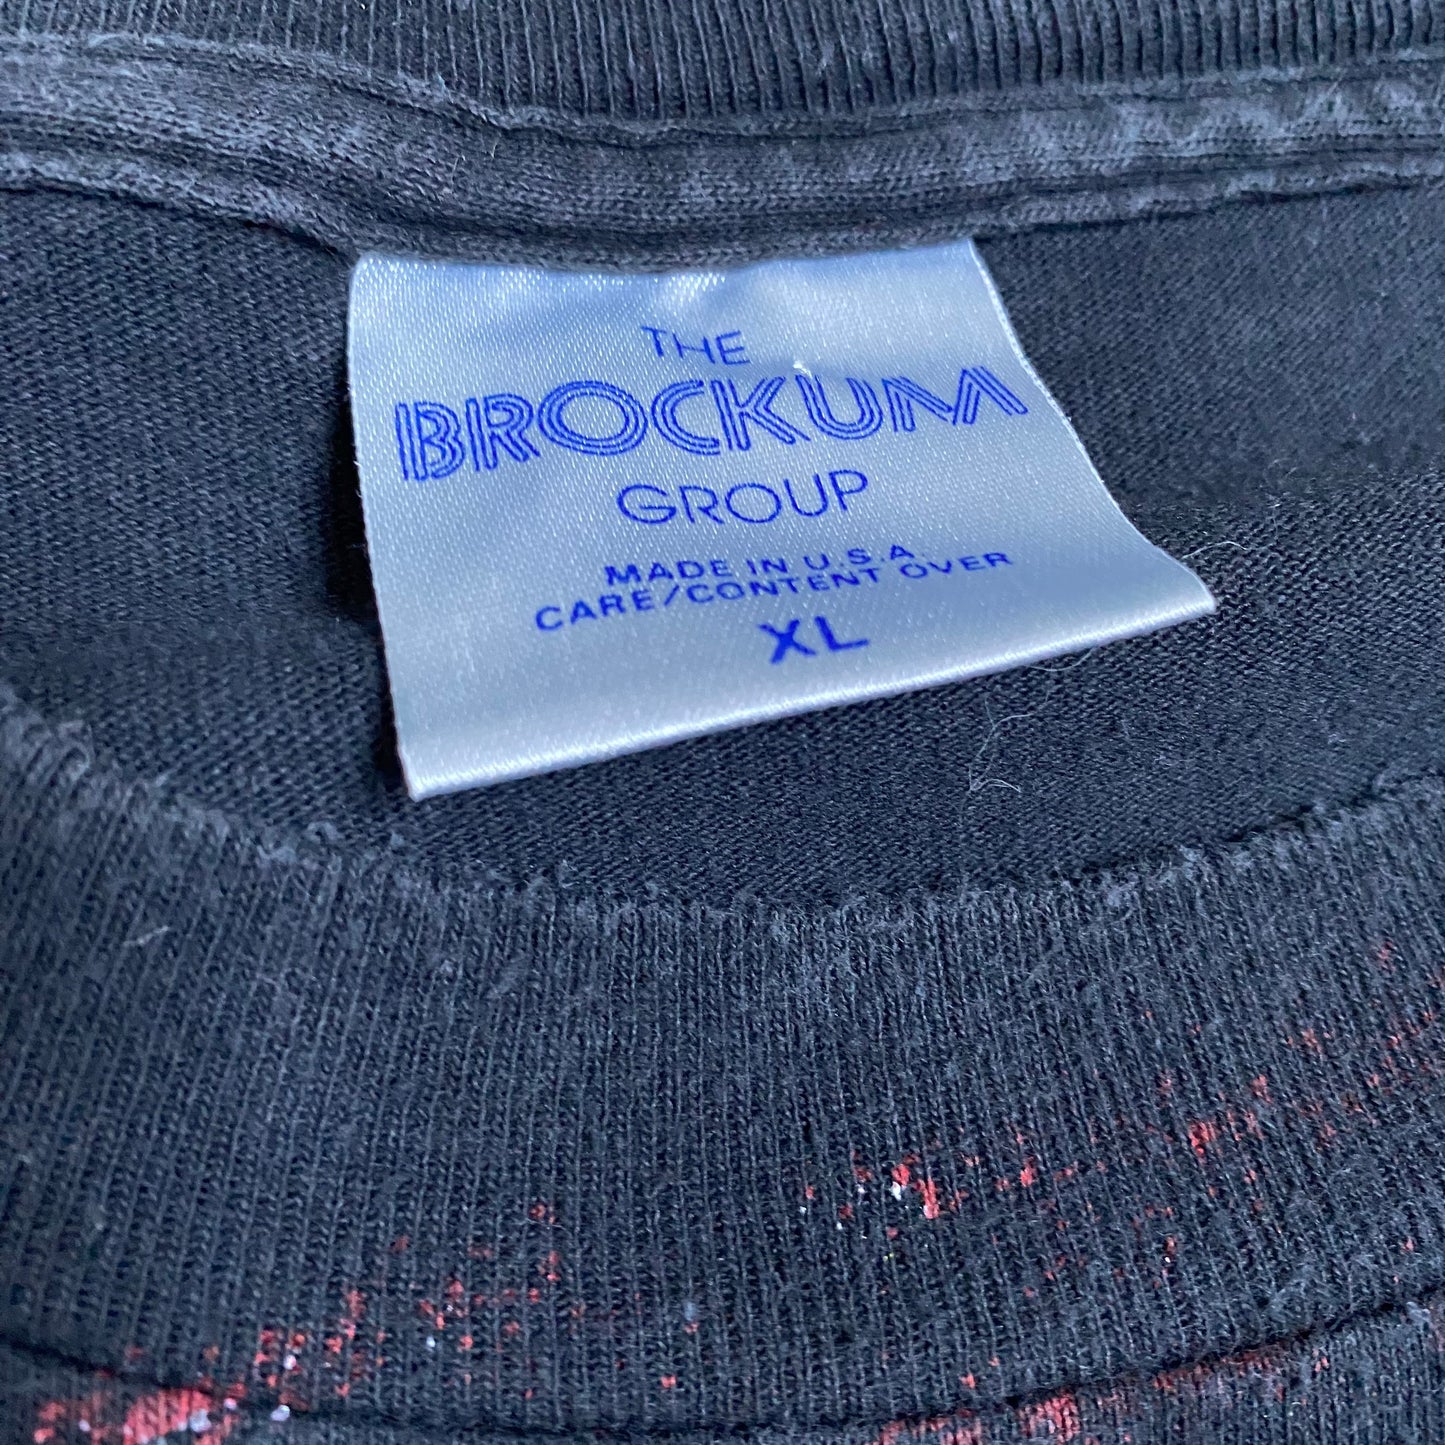 THE
BROCKUM
GROUP
MADE IN U.S.A.
CARE/CONTENT OVER
XL